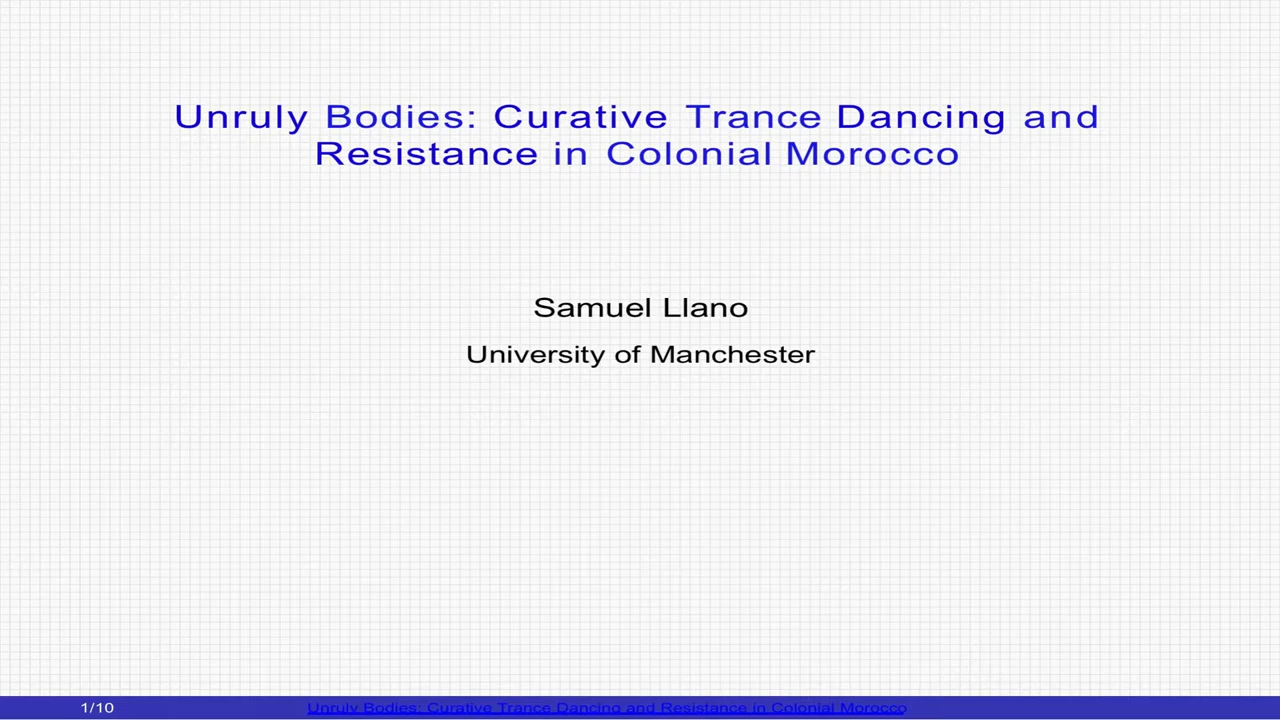 Unruly Bodies: Curative Trance Dancing and
Resistance in Colonial Morocco
Samuel Llano
University of Manchester
1/10
Unruly Bodies: Curative Trance Dancing and Resistance in Colonial Morocco